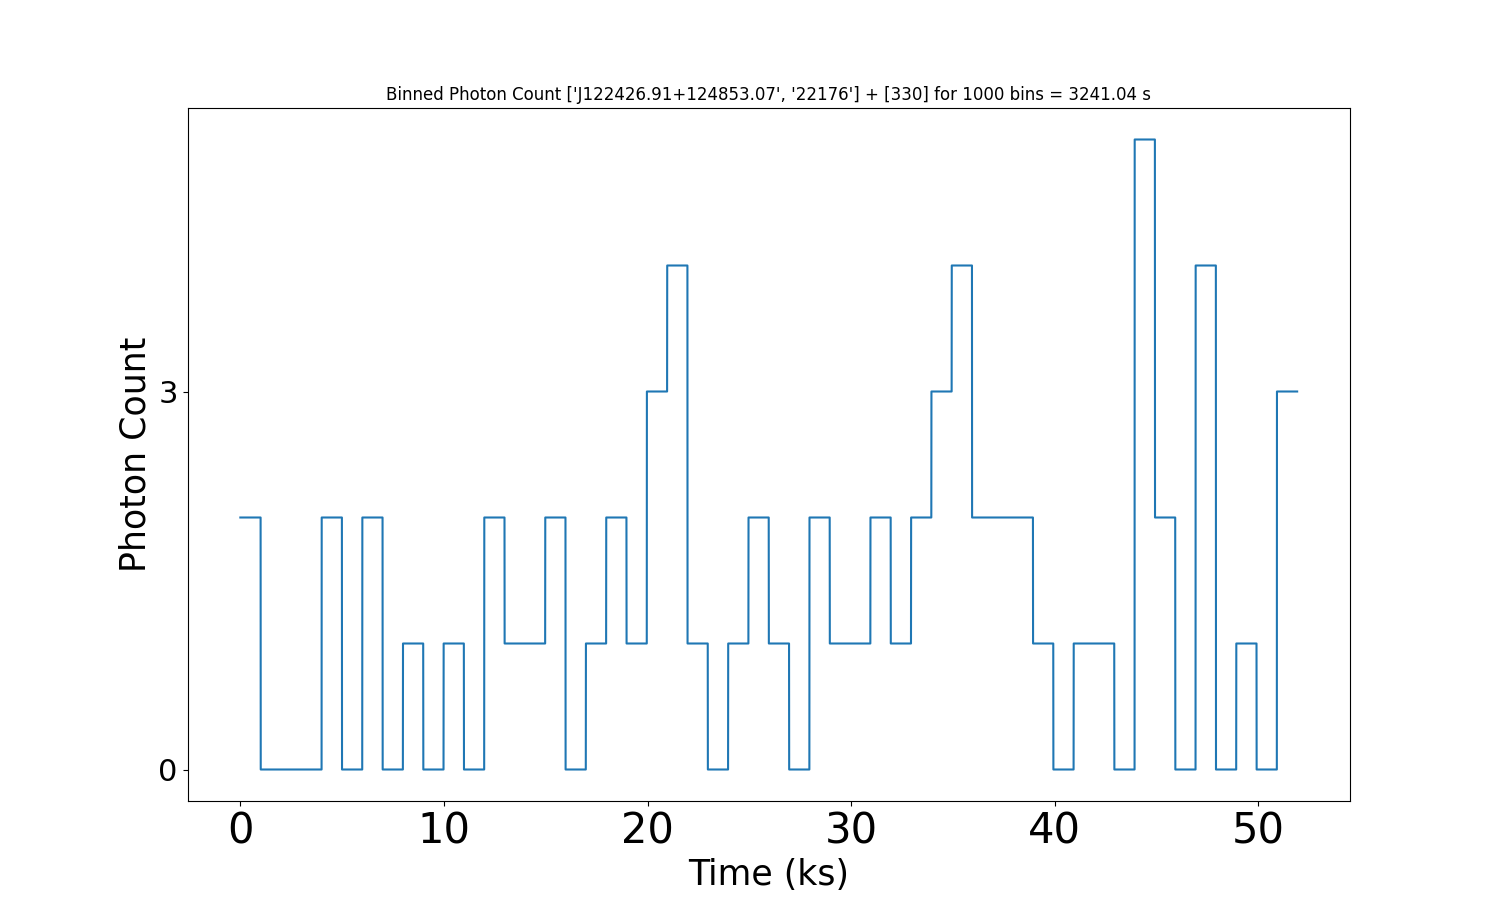 Binned Photon Count ['J122426.91+124853.07', '22176'] + [330] for 1000 bins = 3241.04 s
Photon Count
3
0
0 10 20 30 40 50
Time (ks)